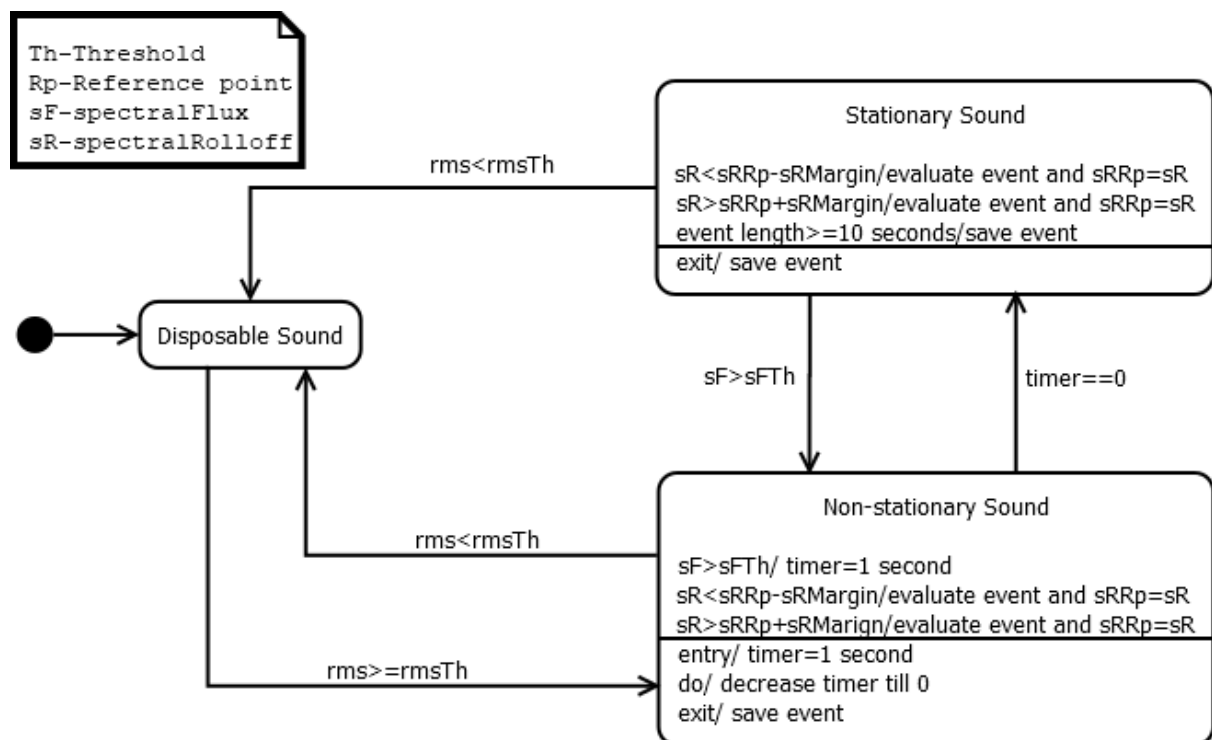 Th-Threshold
Rp-Reference point
sF-spectralFlux
sR-spectralRolloff
Stationary Sound
sR<sRRp-sRMargin/evaluate event and sRRp=sR
sR>sRRp+sRMargin/evaluate event and sRRp=sR
event length>=10 seconds/save event
exit/ save event
rms<rmsTh
Disposable Sound
sF>sFTh
timer==0
Non-stationary Sound
sF>sFTh/ timer=1 second
sR<sRRp-sRMargin/evaluate event and sRRp=sR
sR>sRRp+sRMarign/evaluate event and sRRp=sR
entry/ timer=1 second
do/ decrease timer till 0
exit/ save event
rms<rmsTh
rms>=rmsTh